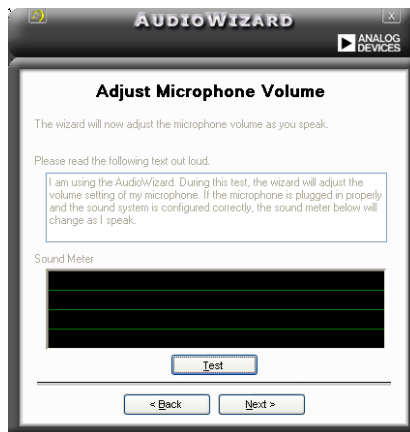 AudioWizard
X
ANALOG
DEVICES
Adjust Microphone Volume
The wizard will now adjust the microphone volume as you speak.
Please read the following text out loud.
I am using the AudioWizard. During this test, the wizard will adjust the
volume setting of my microphone. If the microphone is plugged in properly
and the sound system is configured correctly, the sound meter below will
change as I speak.
Sound Meter
Test
< Back
Next >